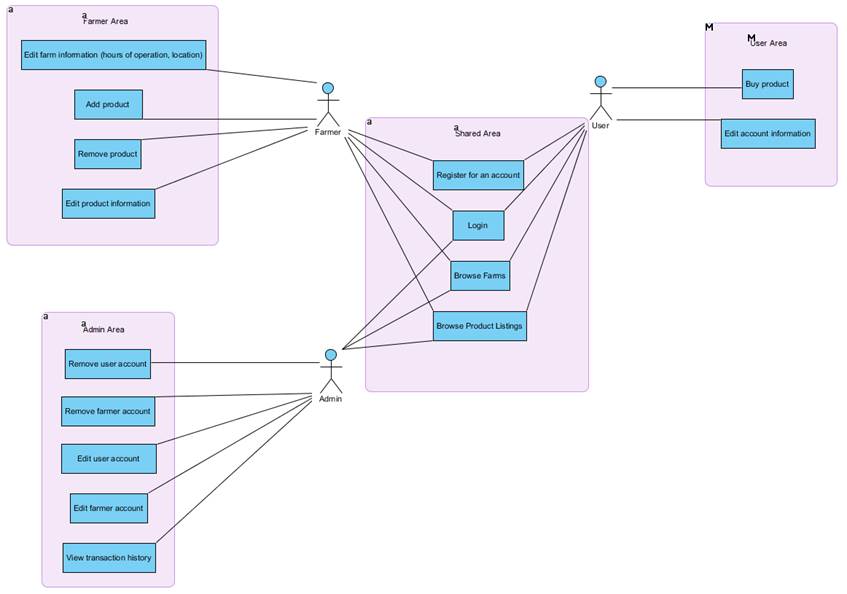 a
a
Farmer Area
Edit farm information (hours of operation, location)
Add product
Remove product
Edit product information
Farmer
a
a
Shared Area
Register for an account
Login
Browse Farms
Browse Product Listings
User
M
M
User Area
Buy product
Edit account information
a
a
Admin Area
Remove user account
Remove farmer account
Edit user account
Edit farmer account
View transaction history
Admin